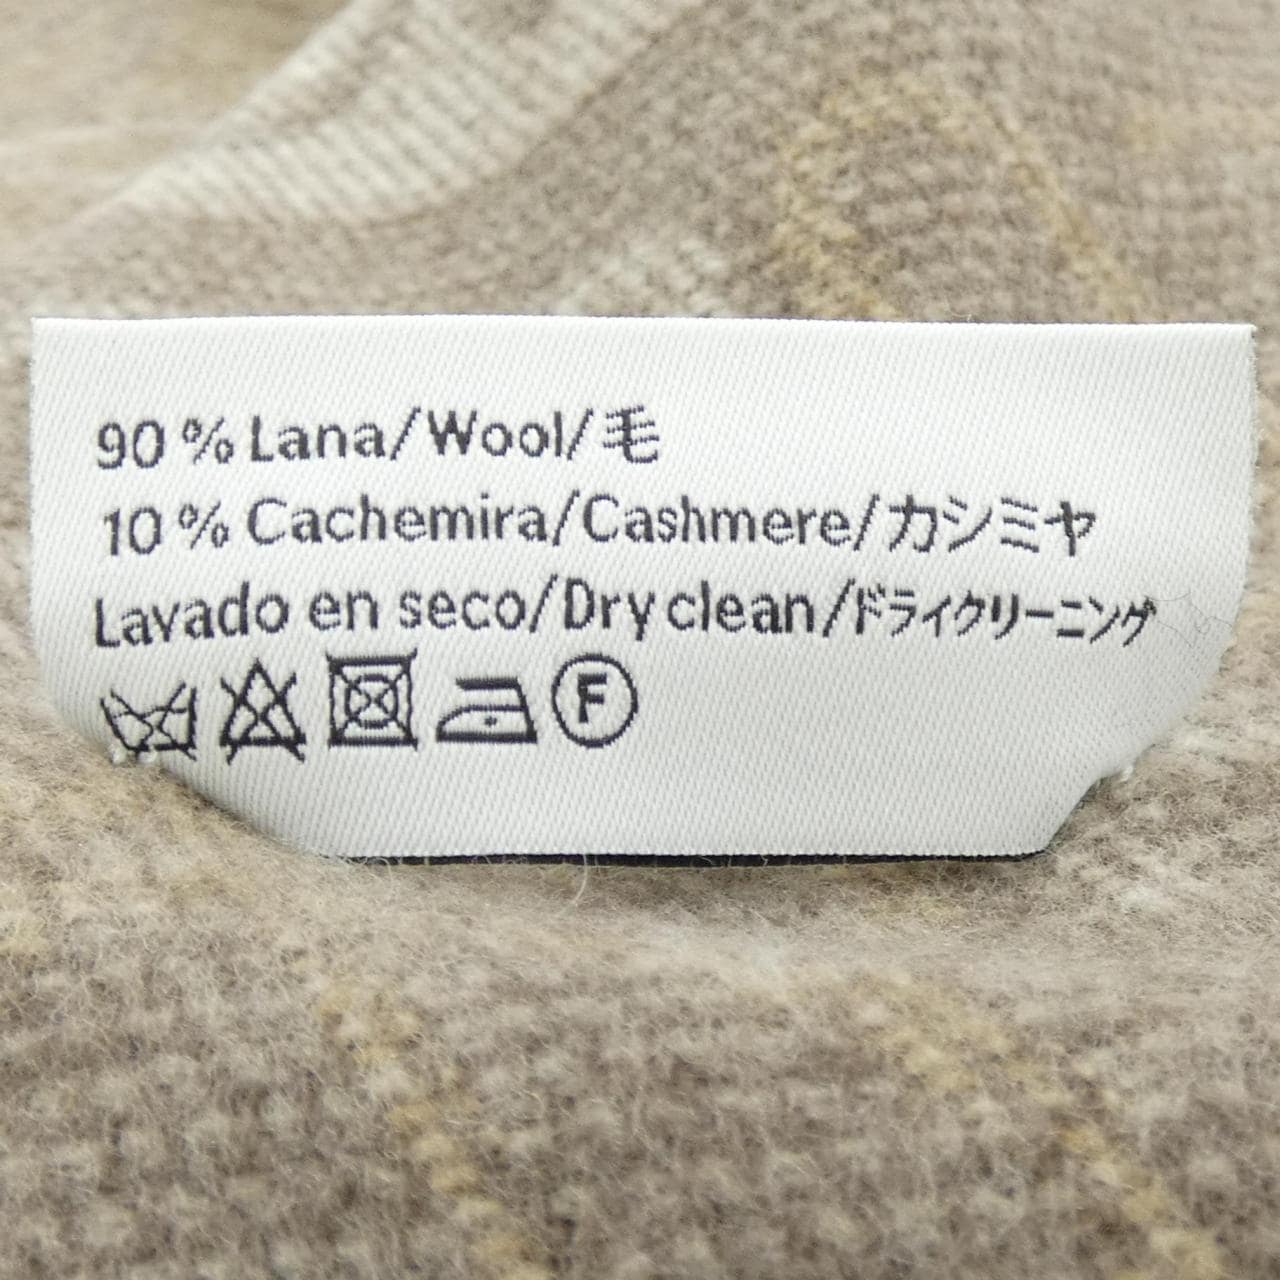 90 % Lana/Wool/毛
10 % Cachemira/Cashmere/カシミヤ
Lavado en seco/Dry clean/ドライクリーニング
F